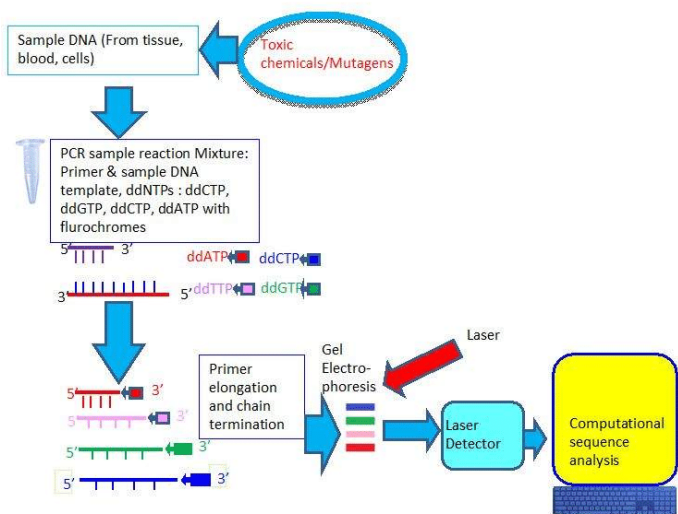 Sample DNA (From tissue,
blood, cells)
Toxic
chemicals/Mutagens
PCR sample reaction Mixture:
Primer & sample DNA
template, ddNTPs : ddCTP,
ddGTP, ddCTP, ddATP with
flurochromes
5’ 3’
ddATP ddCTP
3’ 5’
ddTTP ddGTP
Laser
Gel
Electro-
phoresis
Primer
elongation
and chain
termination
5’ 3’
5’ 3’
5’ 3’
5’ 3’
Laser
Detector
Computational
sequence
analysis